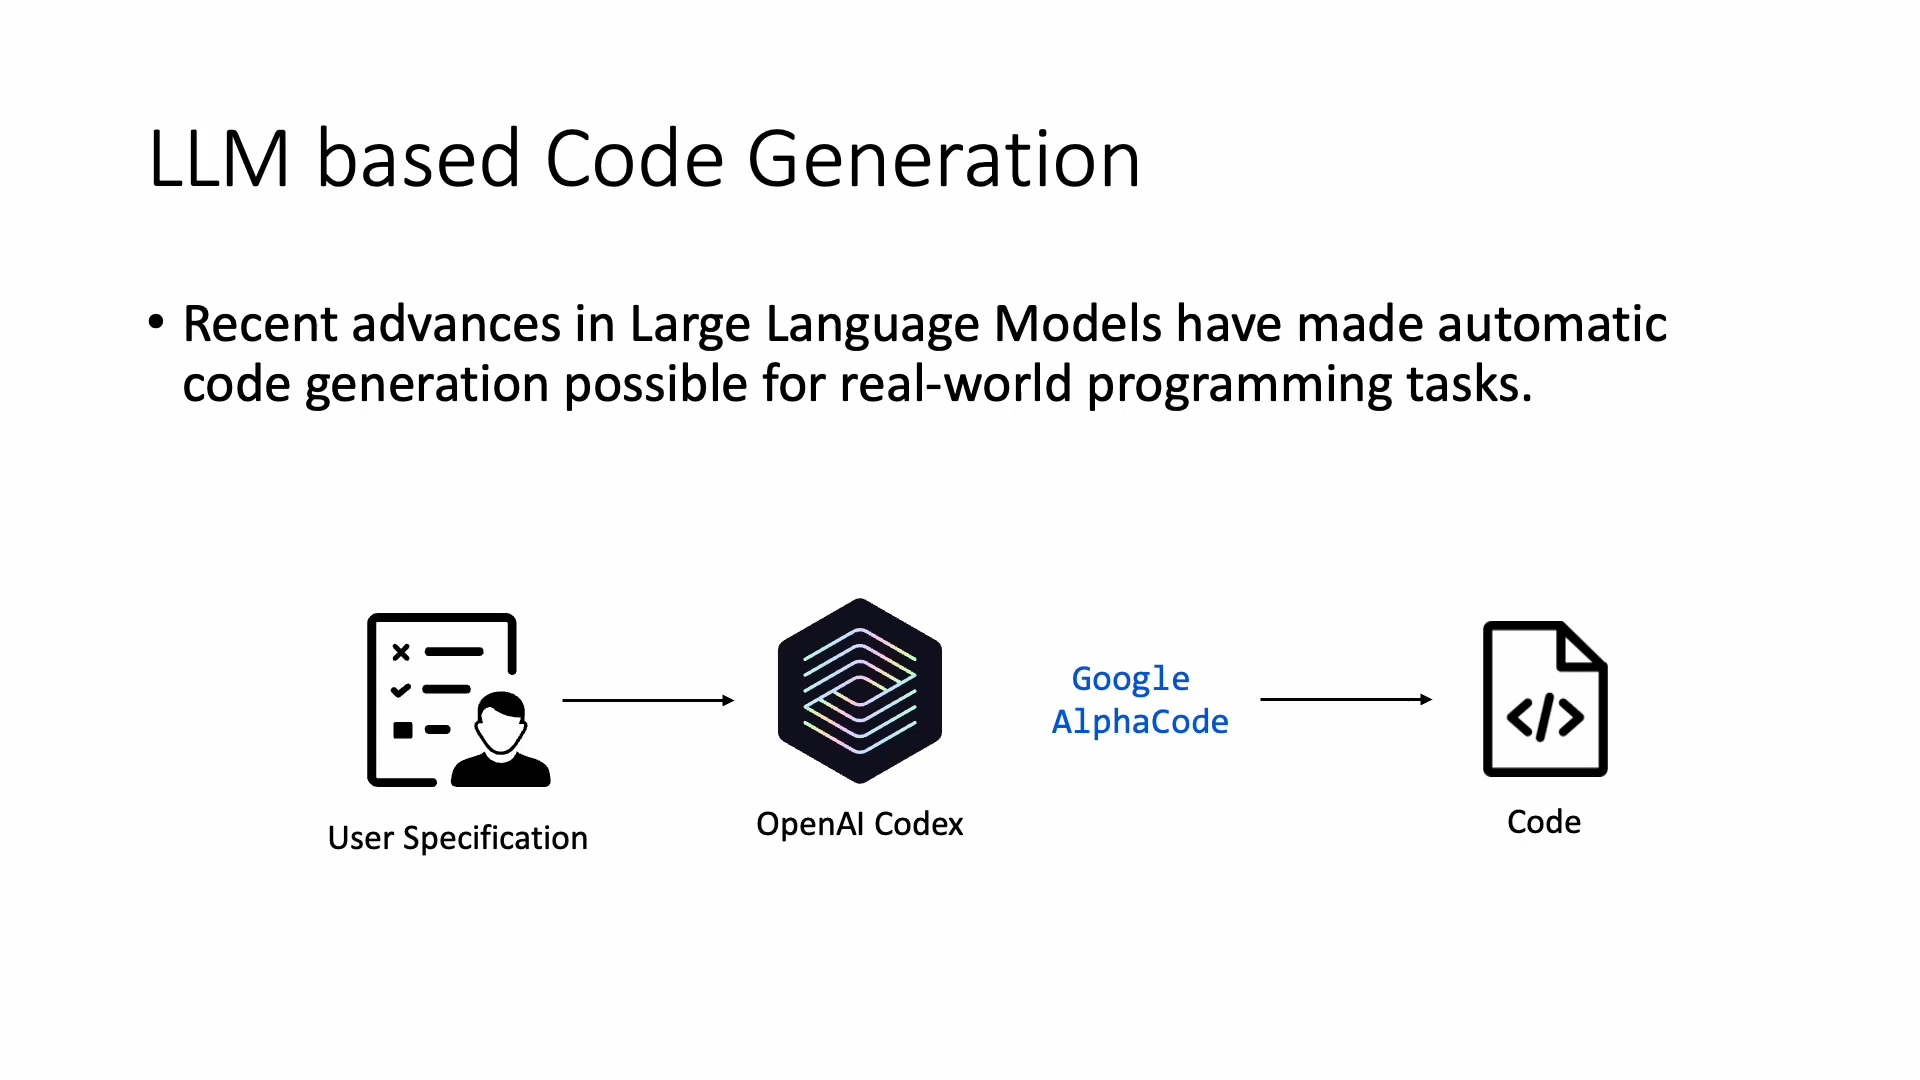 LLM based Code Generation
• Recent advances in Large Language Models have made automatic
code generation possible for real-world programming tasks.
Google
AlphaCode
</>
User Specification
OpenAI Codex
Code